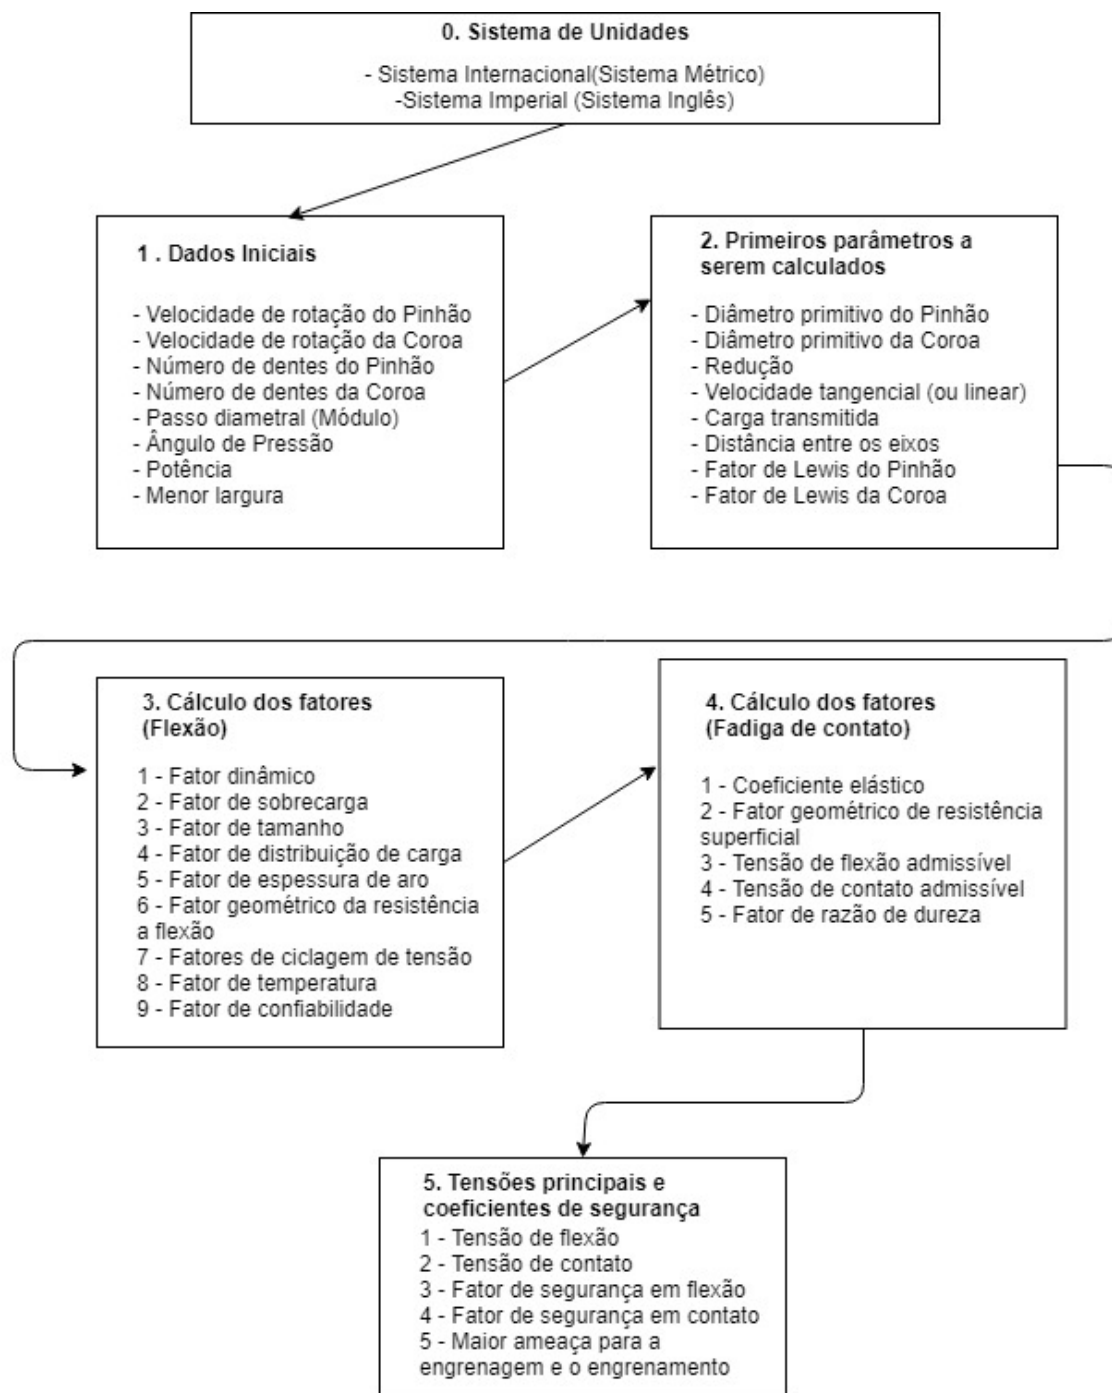 0. Sistema de Unidades
- Sistema Internacional(Sistema Métrico)
-Sistema Imperial (Sistema Inglês)
1 . Dados Iniciais
- Velocidade de rotação do Pinhão
- Velocidade de rotação da Coroa
- Número de dentes do Pinhão
- Número de dentes da Coroa
- Passo diametral (Módulo)
- Ângulo de Pressão
- Potência
- Menor largura
2. Primeiros parâmetros a
serem calculados
- Diâmetro primitivo do Pinhão
- Diâmetro primitivo da Coroa
- Redução
- Velocidade tangencial (ou linear)
- Carga transmitida
- Distância entre os eixos
- Fator de Lewis do Pinhão
- Fator de Lewis da Coroa
3. Cálculo dos fatores
(Flexão)
1 - Fator dinâmico
2 - Fator de sobrecarga
3 - Fator de tamanho
4 - Fator de distribuição de carga
5 - Fator de espessura de aro
6 - Fator geométrico da resistência
a flexão
7 - Fatores de ciclagem de tensão
8 - Fator de temperatura
9 - Fator de confiabilidade
4. Cálculo dos fatores
(Fadiga de contato)
1 - Coeficiente elástico
2 - Fator geométrico de resistência
superficial
3 - Tensão de flexão admissível
4 - Tensão de contato admissível
5 - Fator de razão de dureza
5. Tensões principais e
coeficientes de segurança
1 - Tensão de flexão
2 - Tensão de contato
3 - Fator de segurança em flexão
4 - Fator de segurança em contato
5 - Maior ameaça para a
engrenagem e o engrenamento